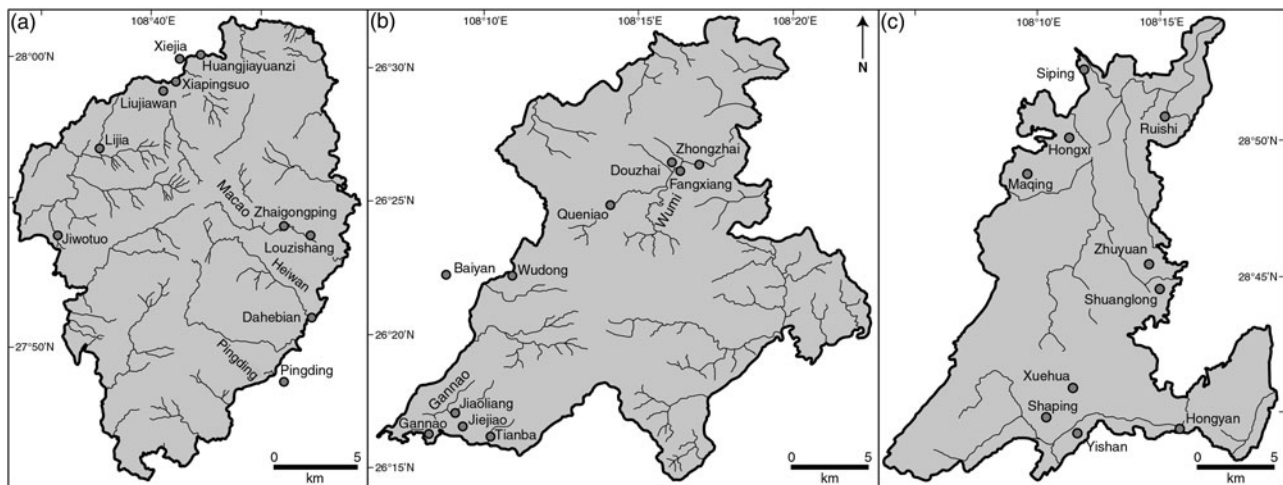 (a)
108°40'E
28°00'N
27°50'N
Xiejia
Huangjiayuanzi
Xiapingsuo
Liujiawan
Lijia
Macao
Zhaigongping
Jiwotuo
Louzishang
Heiwan
Dahebian
Pingding
Pingding
0 5
km
(b)
108°10'E
108°15'E
108°20'E
N
26°30'N
26°25'N
26°20'N
26°15'N
Zhongzhai
Douzhai
Fangxiang
Queniao
Wumi
Baiyan
Wudong
Gannao
Jiaoliang
Gannao
Jiejiao
Tianba
0 5
km
(c)
108°10'E
108°15'E
28°50'N
28°45'N
Siping
Ruishi
Hongxi
Maqing
Zhuyuan
Shuanglong
Xuehua
Shaping
Hongyan
Yishan
0 5
km